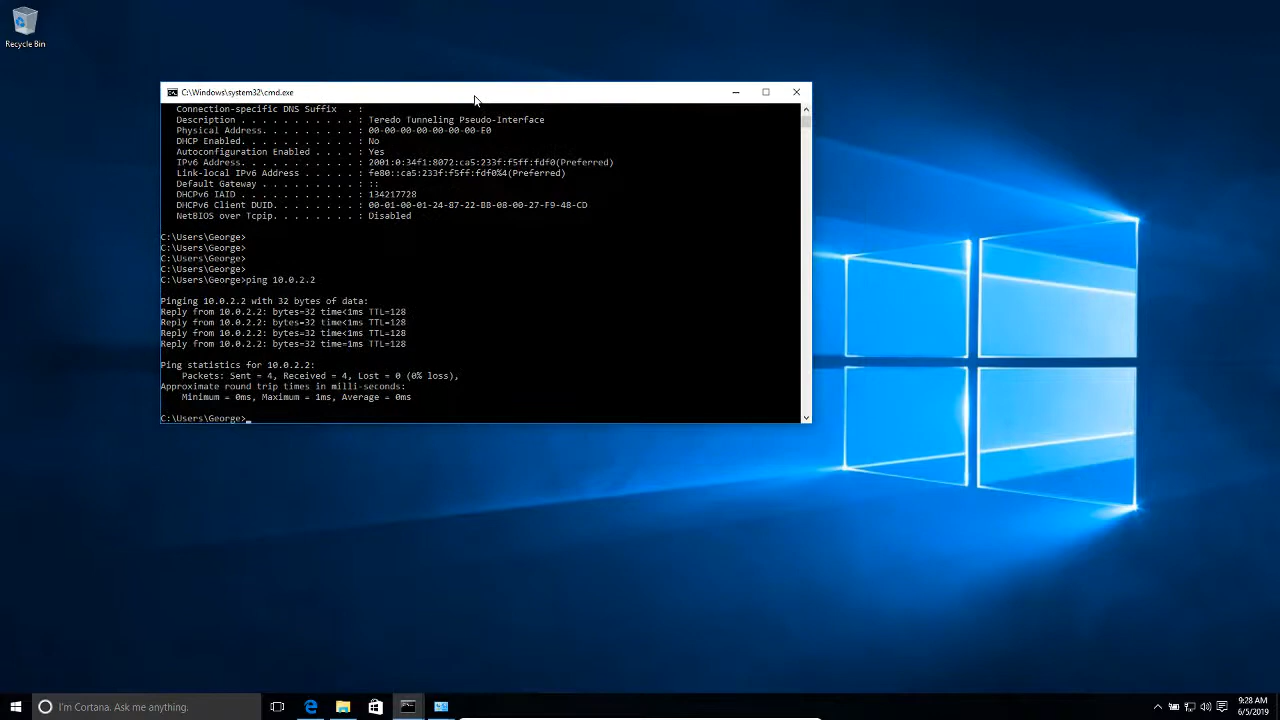 Recycle Bin
C:\Windows\system32\cmd.exe
Connection-specific DNS Suffix . :
Description . . . . . . . . . . . : Teredo Tunneling Pseudo-Interface
Physical Address. . . . . . . . . : 00-00-00-00-00-00-00-E0
DHCP Enabled. . . . . . . . . . . : No
Autoconfiguration Enabled . . . . : Yes
IPv6 Address. . . . . . . . . . . : 2001:0:34f1:8072:ca5:233f:f5ff:fdf0(Preferred)
Link-local IPv6 Address . . . . . : fe80::ca5:233f:f5ff:fdf0%4(Preferred)
Default Gateway . . . . . . . . . : ::
DHCPv6 IAID . . . . . . . . . . . : 134217728
DHCPv6 Client DUID. . . . . . . . : 00-01-00-01-24-87-22-BB-08-00-27-F9-48-CD
NetBIOS over Tcpip. . . . . . . . : Disabled
C:\Users\George>
C:\Users\George>
C:\Users\George>
C:\Users\George>
C:\Users\George>ping 10.0.2.2
Pinging 10.0.2.2 with 32 bytes of data:
Reply from 10.0.2.2: bytes=32 time<1ms TTL=128
Reply from 10.0.2.2: bytes=32 time<1ms TTL=128
Reply from 10.0.2.2: bytes=32 time<1ms TTL=128
Reply from 10.0.2.2: bytes=32 time=1ms TTL=128
Ping statistics for 10.0.2.2:
Packets: Sent = 4, Received = 4, Lost = 0 (0% loss),
Approximate round trip times in milli-seconds:
Minimum = 0ms, Maximum = 1ms, Average = 0ms
C:\Users\George>
I'm Cortana. Ask me anything.
9:28 AM
6/5/2019